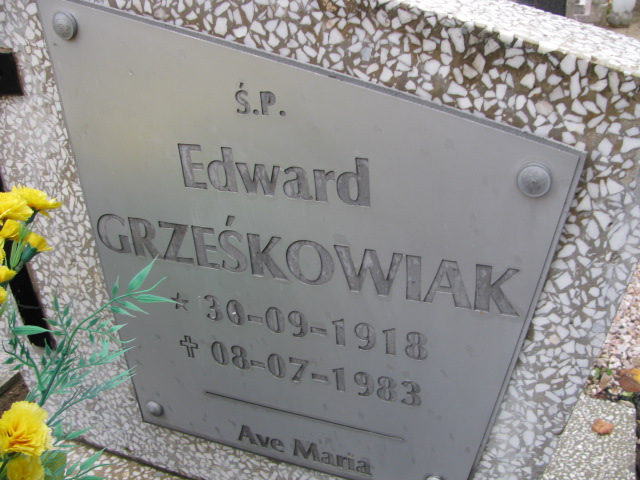 Ś.P.
Edward
GRZEŚKOWIAK
★ 30-09-1918
✝ 08-07-1983
Ave Maria